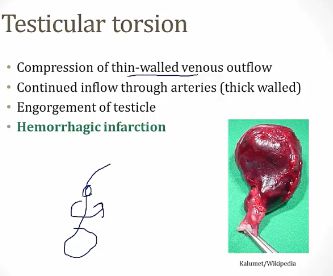 Testicular torsion
• Compression of thin-walled venous outflow
• Continued inflow through arteries (thick walled)
• Engorgement of testicle
• Hemorrhagic infarction
Kalumet/Wikipedia